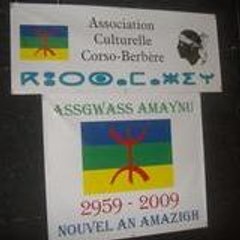 Association
Culturelle
Corso-Berbère
ASSGWASS AMAYNU
2959 - 2009
NOUVEL AN AMAZIGH